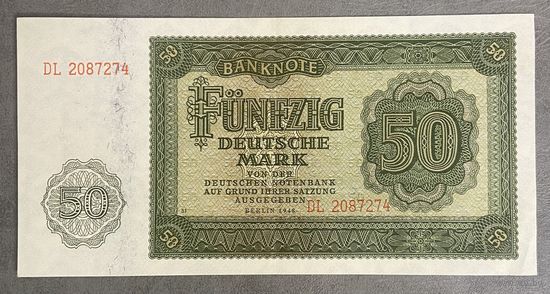 50
50
DL 2087274
BANKNOTE
FÜNFZIG
DEUTSCHE
MARK
VON DER
DEUTSCHEN NOTENBANK
AUF GRUND IHRER SATZUNG
AUSGEGEBEN
BERLIN 1948
DL 2087274
50
50
50
50